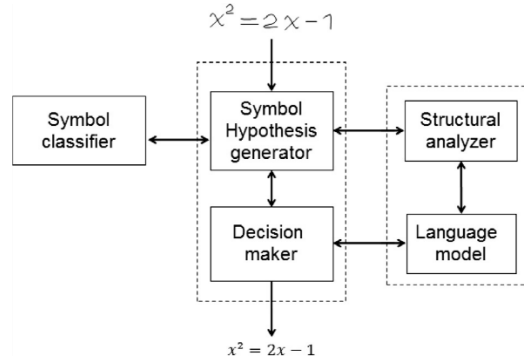 x² = 2x - 1
Symbol
classifier
Symbol
Hypothesis
generator
Structural
analyzer
Decision
maker
Language
model
x² = 2x − 1